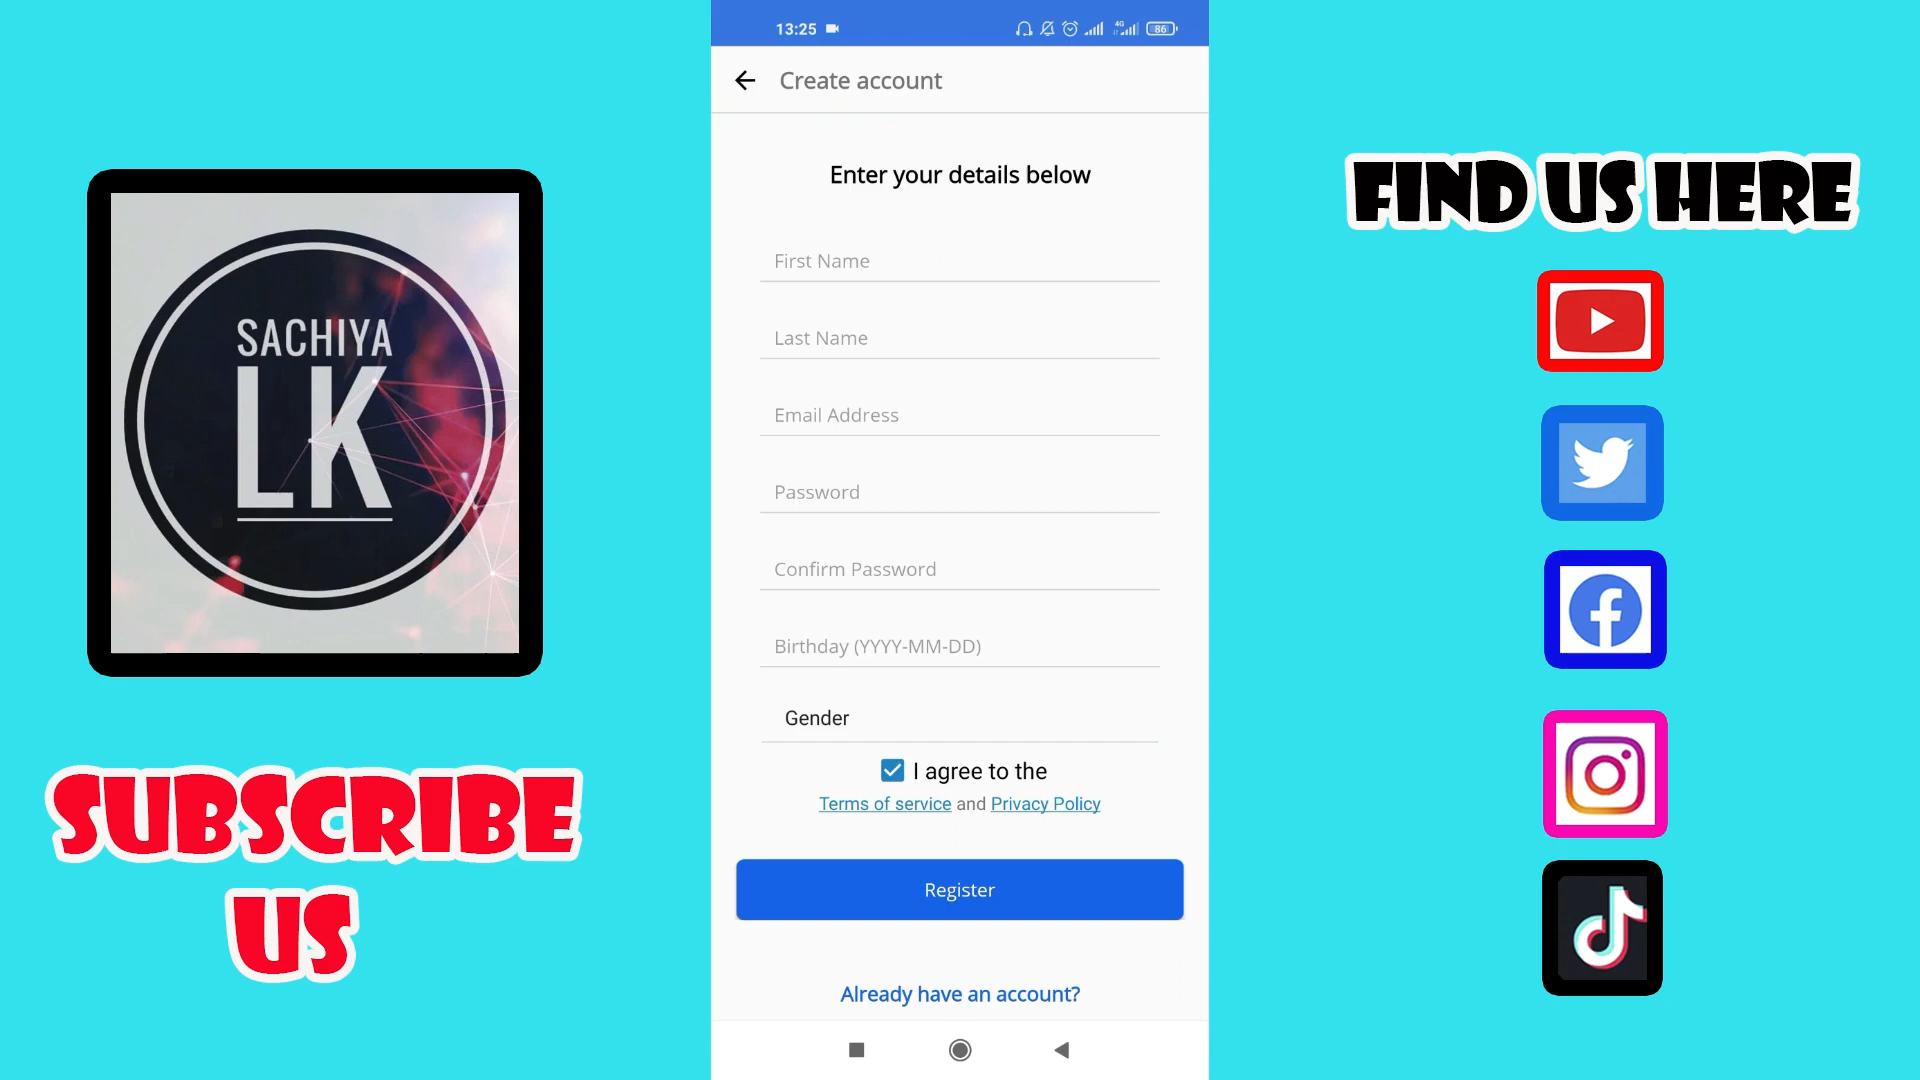 13:25
4G
86
Create account
Enter your details below
First Name
Last Name
Email Address
Password
Confirm Password
Birthday (YYYY-MM-DD)
Gender
I agree to the
Terms of service and Privacy Policy
Register
Already have an account?
SACHIYA
LK
SUBSCRIBE
US
FIND US HERE